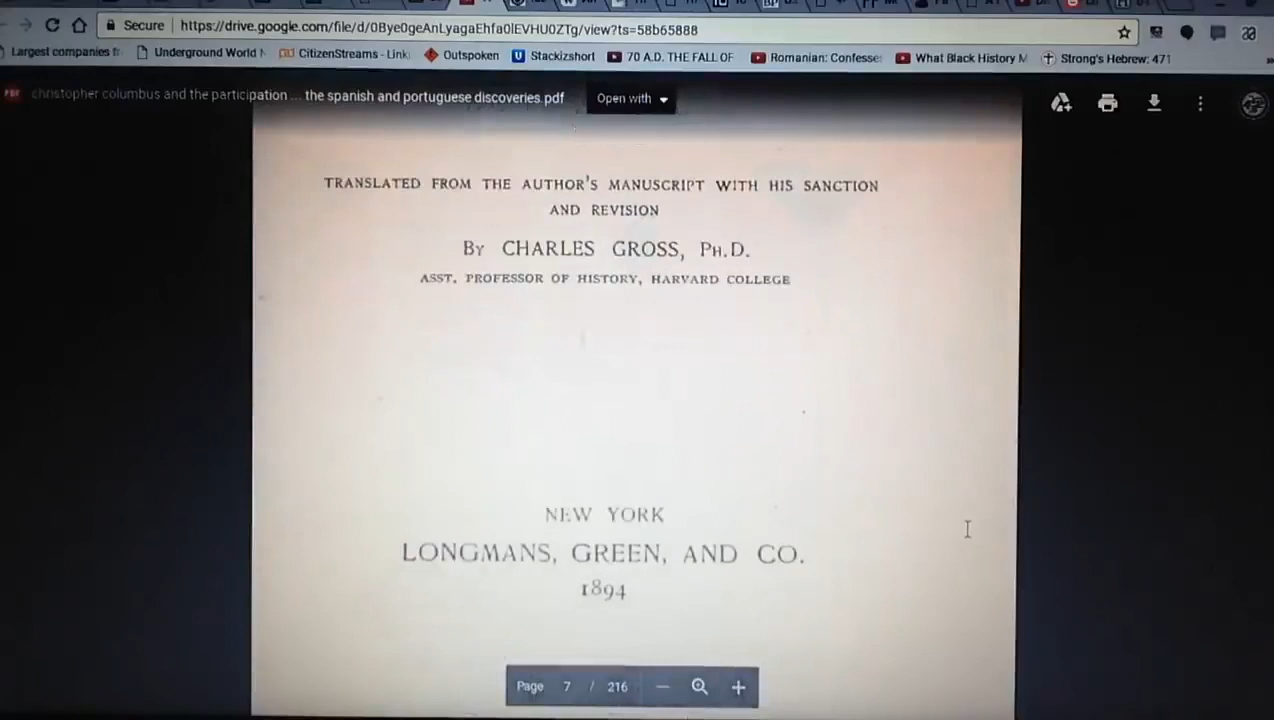 Secure https://drive.google.com/file/d/0Bye0geAnLyagaEhfa0lEVHU0ZTg/view?ts=58b65888
Largest companies fr Underground World N CitizenStreams - Link: Outspoken Stackizshort 70 A.D. THE FALL OF Romanian: Confesse: What Black History M Strong's Hebrew: 471
christopher columbus and the participation ... the spanish and portuguese discoveries.pdf Open with
TRANSLATED FROM THE AUTHOR'S MANUSCRIPT WITH HIS SANCTION
AND REVISION
By CHARLES GROSS, Ph.D.
ASST. PROFESSOR OF HISTORY, HARVARD COLLEGE
NEW YORK
LONGMANS, GREEN, AND CO.
1894
Page 7 / 216